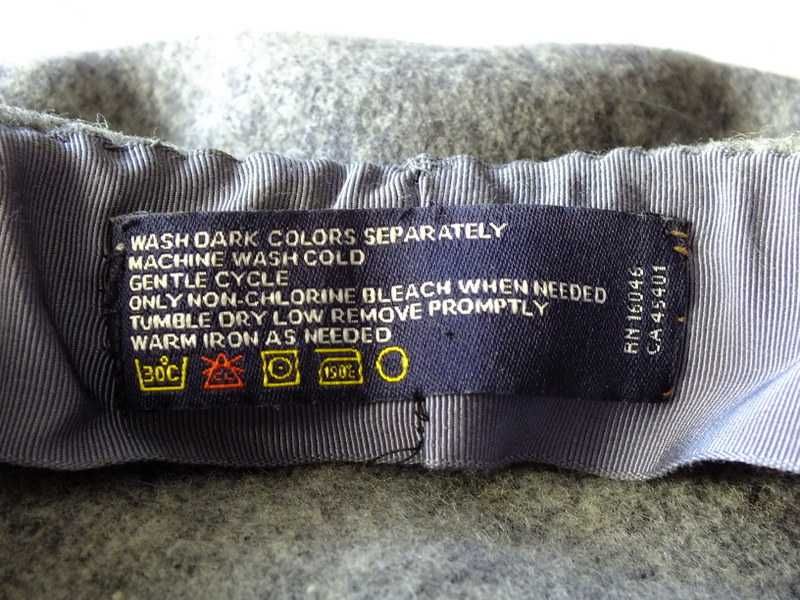 WASH DARK COLORS SEPARATELY
MACHINE WASH COLD
GENTLE CYCLE
ONLY NON-CHLORINE BLEACH WHEN NEEDED
TUMBLE DRY LOW REMOVE PROMPTLY
WARM IRON AS NEEDED
30°C
CL
150°C
RN 16046
CA 45401